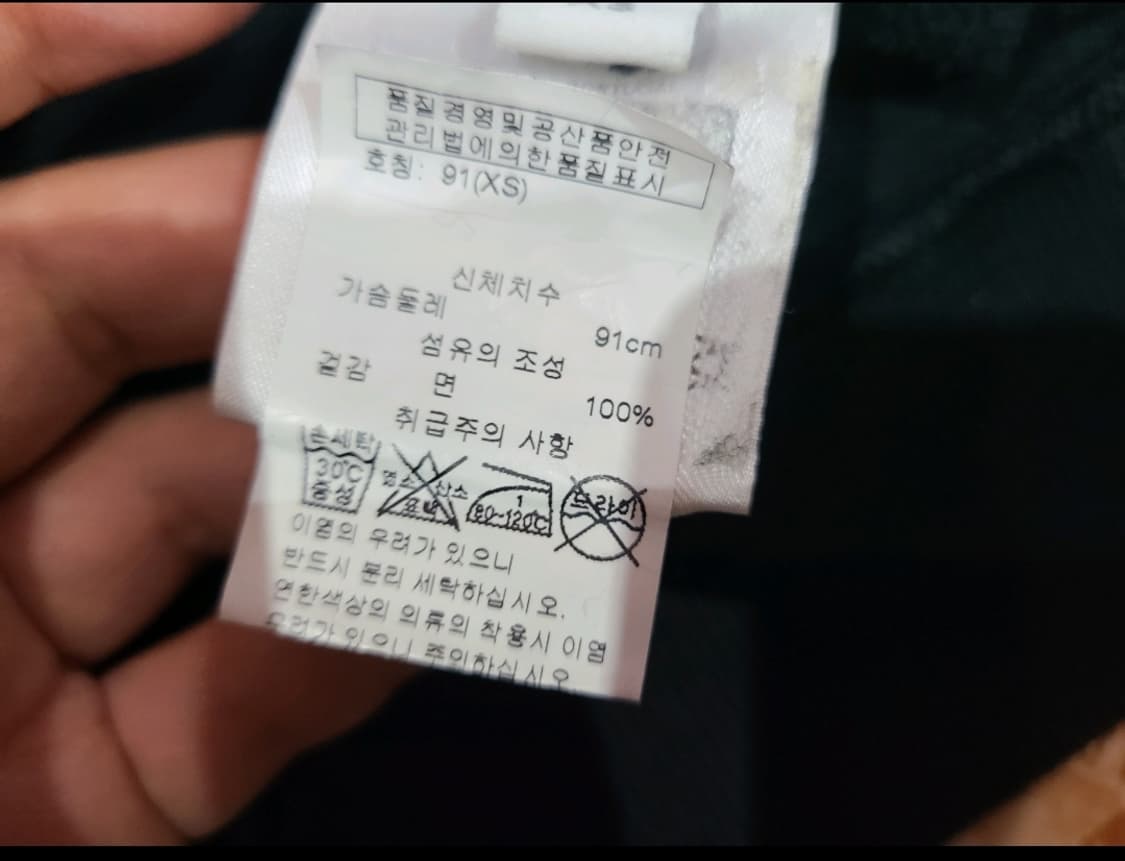 품질경영및공산품안전
관리법에의한품질표시
호칭: 91(XS)
신체치수
가슴둘레 91cm
섬유의 조성
겉감 면 100%
취급주의 사항
손세탁
30℃
중성
염소 산소
표백
1
80~120℃
드라이
이염의 우려가 있으니
반드시 분리 세탁하십시오.
연한색상의 의류의 착용시 이염
우려가 있으니 주의하십시오.